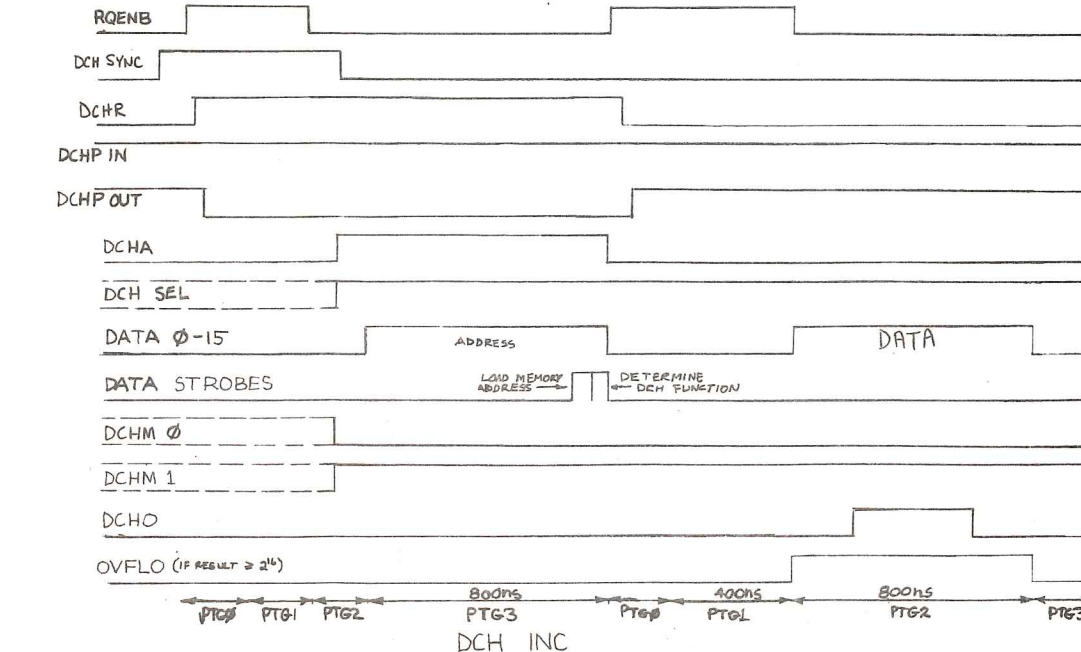 RQENB
DCH SYNC
DCHR
DCHP IN
DCHP OUT
DCHA
DCH SEL
DATA Ø-15
ADDRESS
DATA
DATA STROBES
LOAD MEMORY
ADDRESS
DETERMINE
DCH FUNCTION
DCHM Ø
DCHM 1
DCHO
OVFLO (IF RESULT ≥ 2¹⁶)
800ns
400ns
800ns
PTGØ
PTG1
PTG2
PTG3
PTGØ
PTG1
PTG2
PTG3
DCH INC